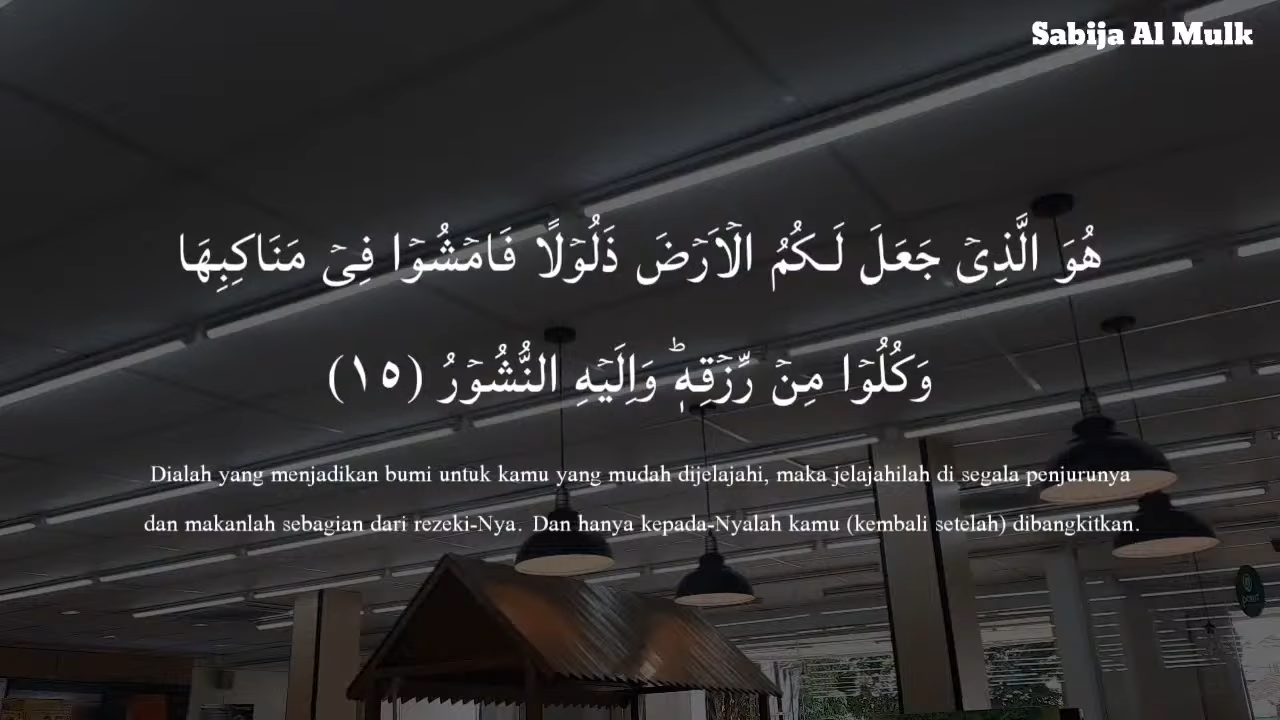 Sabija Al Mulk
هُوَ الَّذِيْ جَعَلَ لَـكُمُ الْاَرْضَ ذَلُوْلًا فَامْشُوْا فِيْ مَنَاكِبِهَا
وَكُلُوْا مِنْ رِّزْقِهٖؕ وَاِلَيْهِ النُّشُوْرُ (١٥)
Dialah yang menjadikan bumi untuk kamu yang mudah dijelajahi, maka jelajahilah di segala penjurunya
dan makanlah sebagian dari rezeki-Nya. Dan hanya kepada-Nyalah kamu (kembali setelah) dibangkitkan.